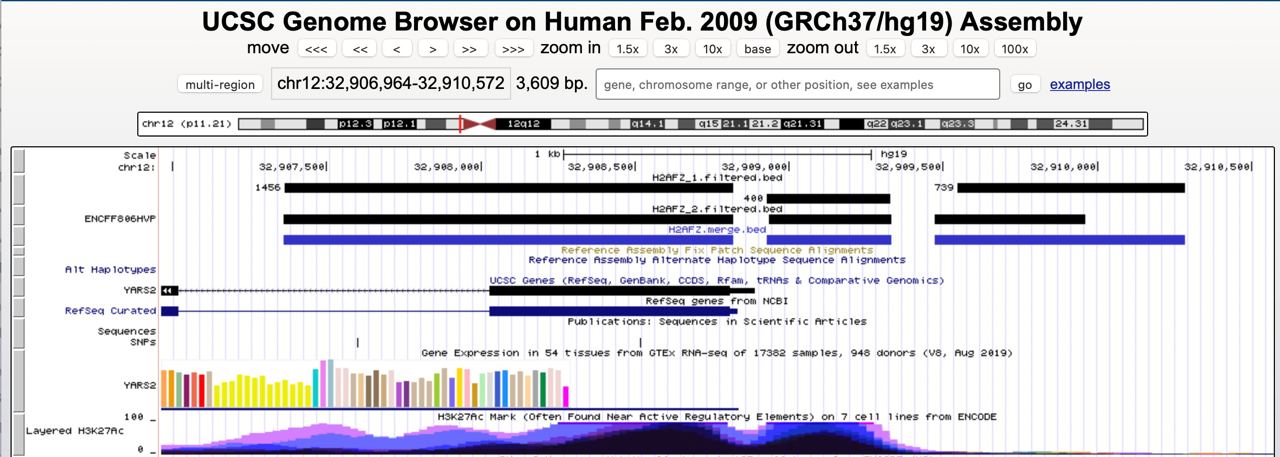 UCSC Genome Browser on Human Feb. 2009 (GRCh37/hg19) Assembly
move <<< << < > >> >>> zoom in 1.5x 3x 10x base zoom out 1.5x 3x 10x 100x
multi-region chr12:32,906,964-32,910,572 3,609 bp. gene, chromosome range, or other position, see examples go examples
chr12 (p11.21) p12.3 p12.1 12q12 q14.1 q15 21.1 21.2 q21.31 q22 q23.1 q23.3 24.31
Scale 1 kb hg19
chr12: 32,907,500 32,908,000 32,908,500 32,909,000 32,909,500 32,910,000 32,910,500
H2AFZ_1.filtered.bed
1456 739
400
H2AFZ_2.filtered.bed
ENCFF806HVP
H2AFZ.merge.bed
Reference Assembly Fix Patch Sequence Alignments
Reference Assembly Alternate Haplotype Sequence Alignments
Alt Haplotypes
UCSC Genes (RefSeq, GenBank, CCDS, Rfam, tRNAs & Comparative Genomics)
YARS2
RefSeq genes from NCBI
RefSeq Curated
Publications: Sequences in Scientific Articles
Sequences
SNPs
Gene Expression in 54 tissues from GTEx RNA-seq of 17382 samples, 948 donors (V8, Aug 2019)
YARS2
H3K27Ac Mark (Often Found Near Active Regulatory Elements) on 7 cell lines from ENCODE
100 _
Layered H3K27Ac
0 _